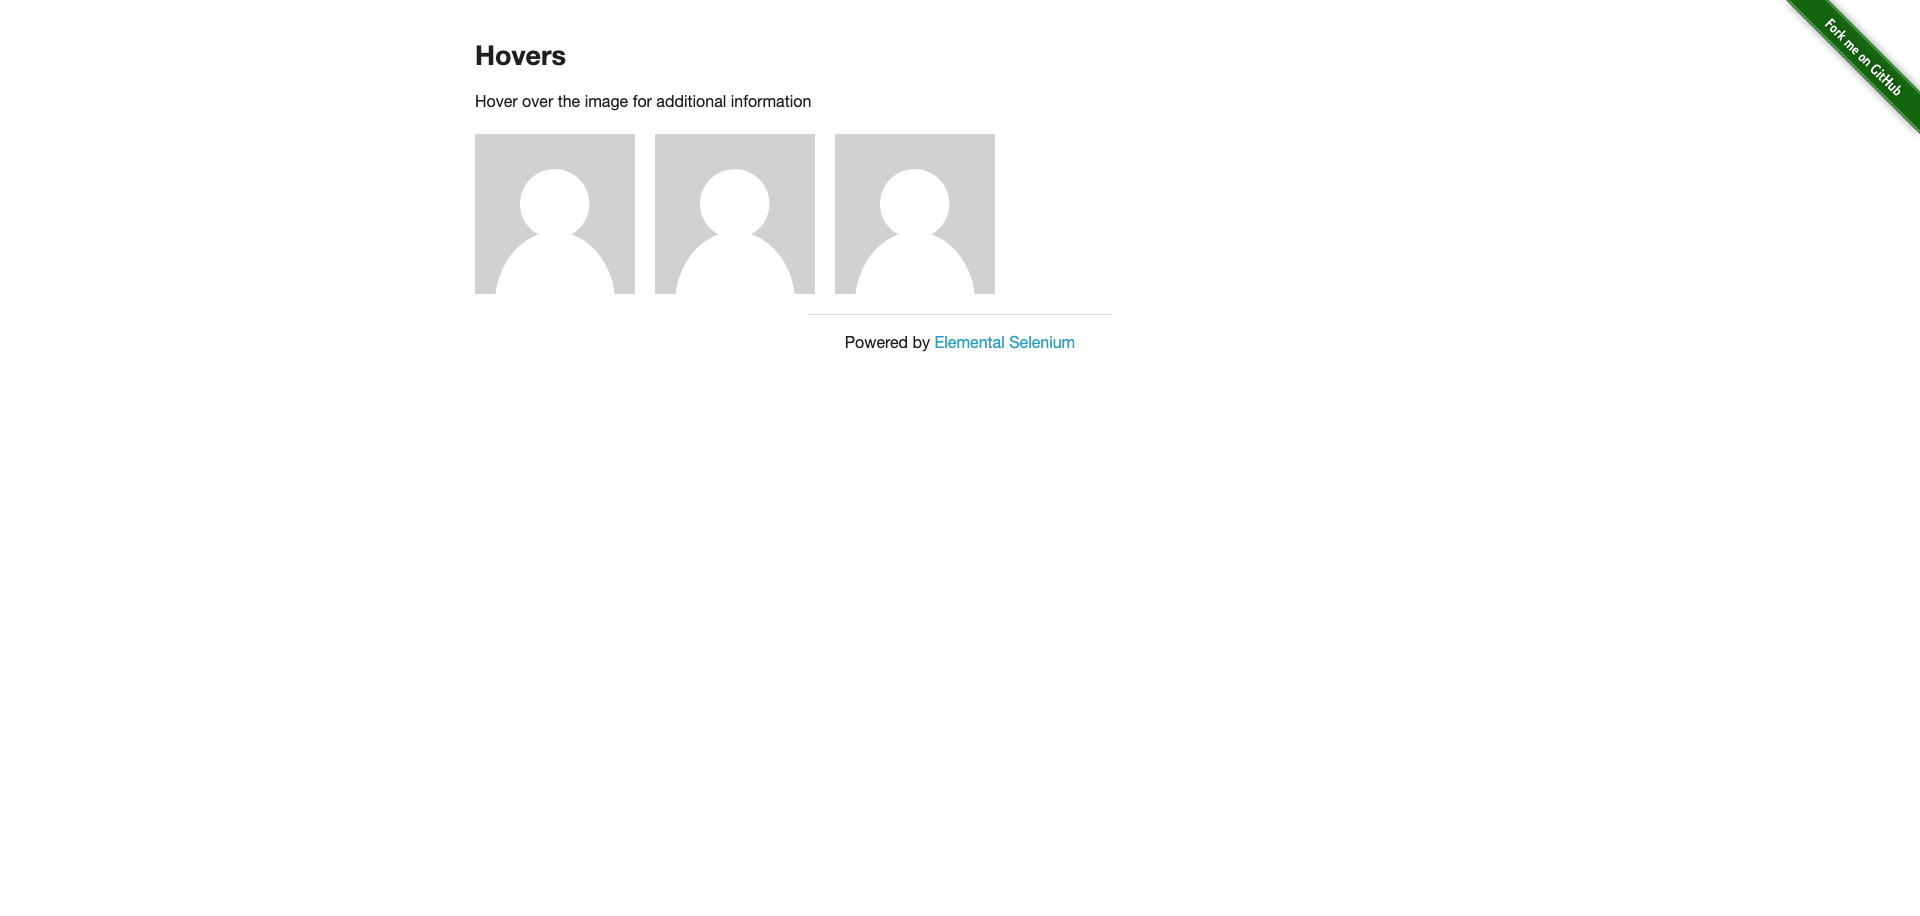 Fork me on GitHub
Hovers
Hover over the image for additional information
Powered by Elemental Selenium